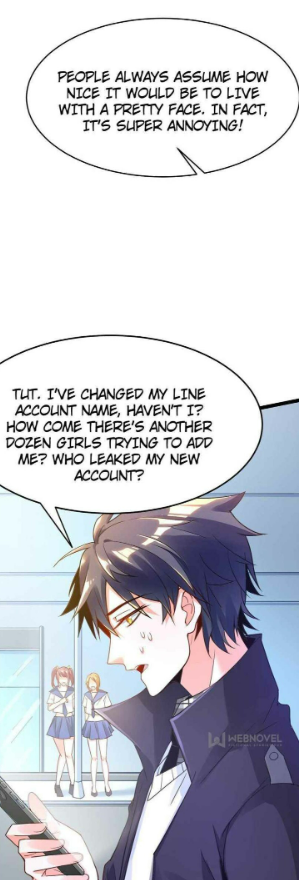 PEOPLE ALWAYS ASSUME HOW
NICE IT WOULD BE TO LIVE
WITH A PRETTY FACE. IN FACT,
IT'S SUPER ANNOYING!
TUT. I'VE CHANGED MY LINE
ACCOUNT NAME, HAVEN'T I?
HOW COME THERE'S ANOTHER
DOZEN GIRLS TRYING TO ADD
ME? WHO LEAKED MY NEW
ACCOUNT?
WEBNOVEL